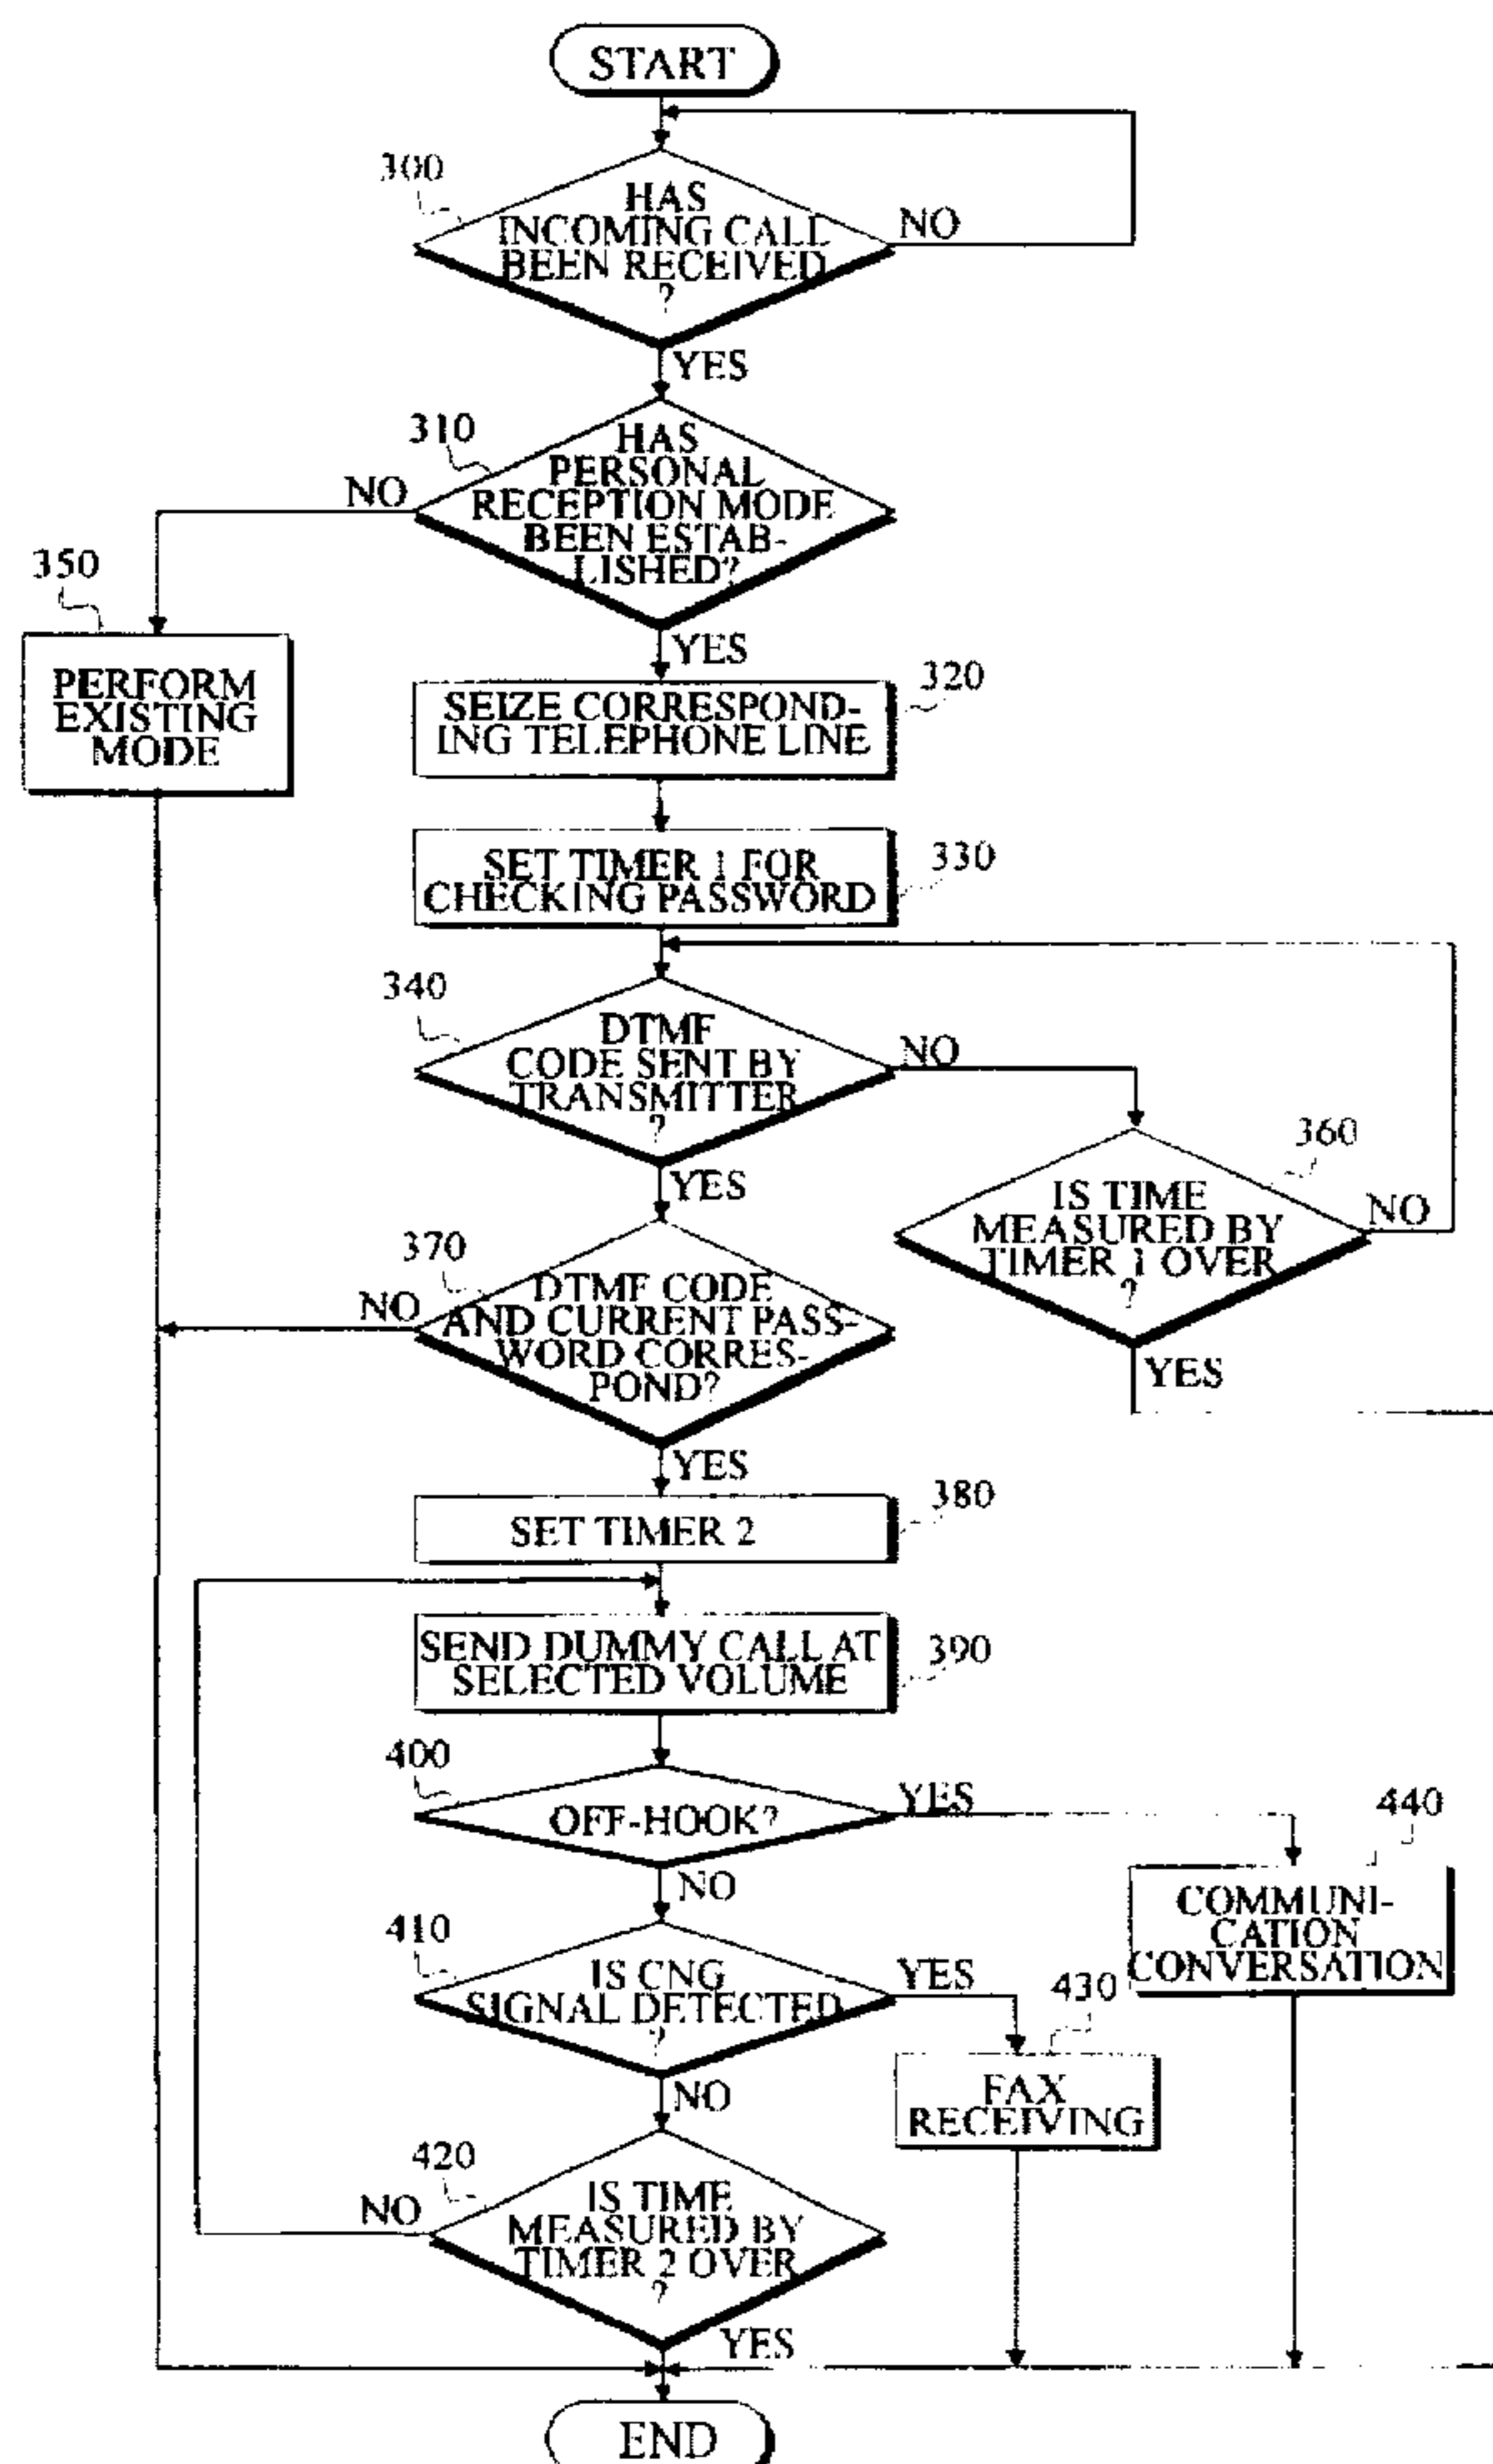 START
300
HAS
INCOMING CALL
BEEN RECEIVED
?
NO
YES
310
HAS
PERSONAL
RECEPTION MODE
BEEN ESTAB-
LISHED?
NO
YES
350
PERFORM
EXISTING
MODE
SEIZE CORRESPOND-
ING TELEPHONE LINE
320
SET TIMER 1 FOR
CHECKING PASSWORD
330
340
DTMF
CODE SENT BY
TRANSMITTER
?
NO
YES
360
IS TIME
MEASURED BY
TIMER 1 OVER
?
NO
YES
370
DTMF CODE
AND CURRENT PASS-
WORD CORRES-
POND?
NO
YES
SET TIMER 2
380
SEND DUMMY CALL AT
SELECTED VOLUME
390
400
OFF-HOOK?
YES
NO
440
COMMUNI-
CATION
CONVERSATION
410
IS CNG
SIGNAL DETECTED
?
YES
NO
430
FAX
RECEIVING
420
IS TIME
MEASURED BY
TIMER 2 OVER
?
NO
YES
END